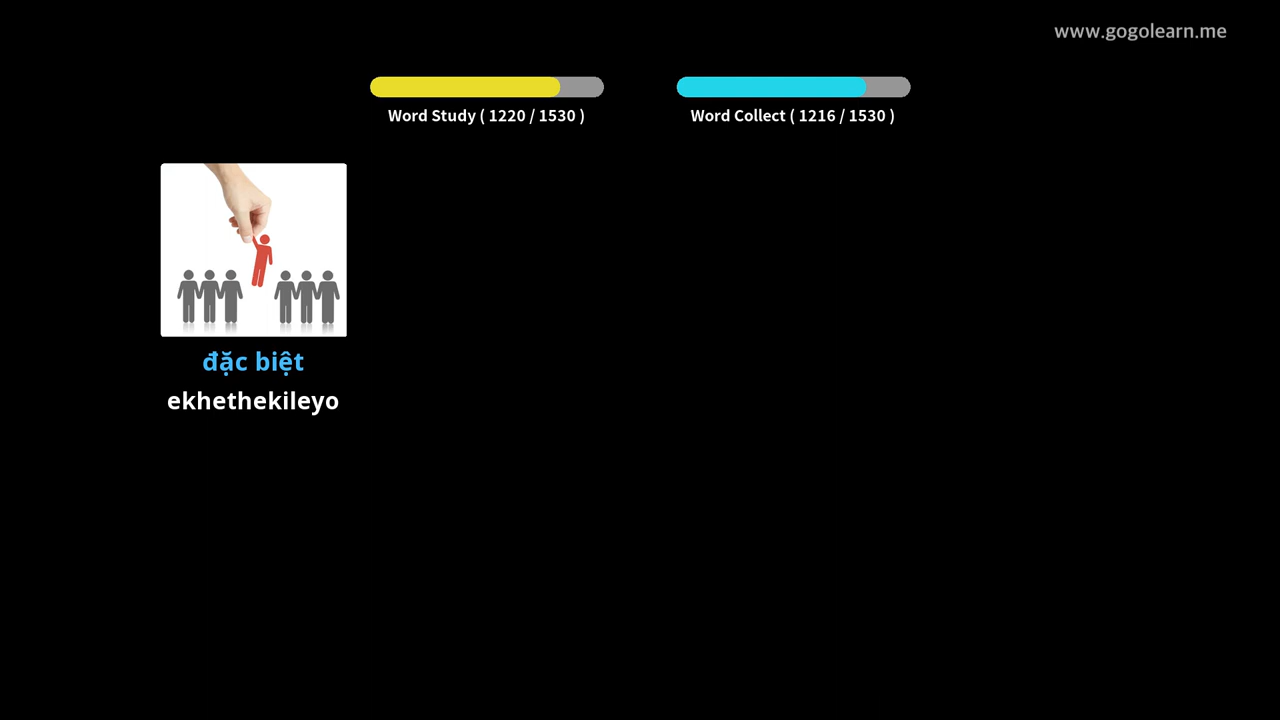 www.gogolearn.me
Word Study ( 1220 / 1530 )
Word Collect ( 1216 / 1530 )
đặc biệt
ekhethekileyo